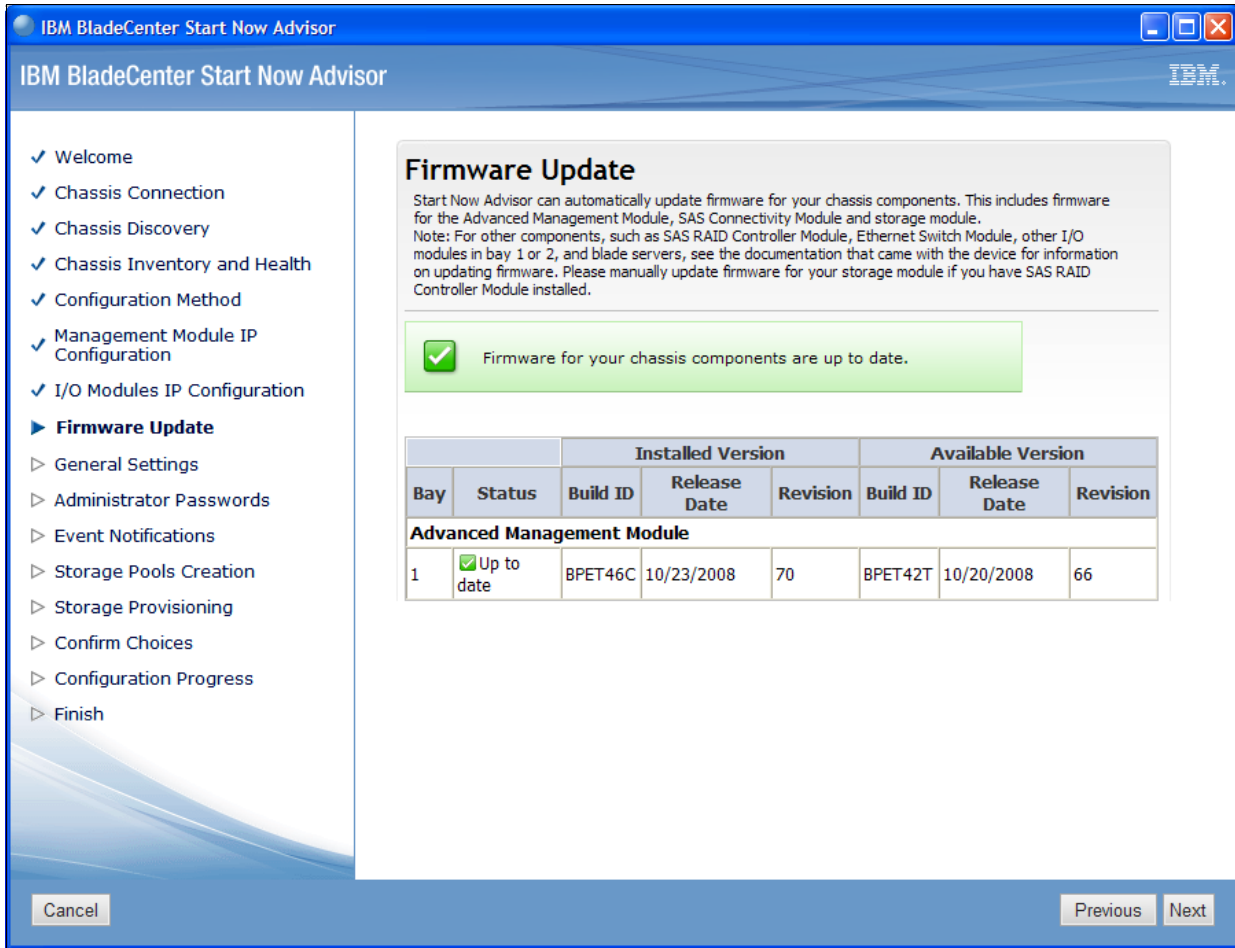 IBM BladeCenter Start Now Advisor
IBM BladeCenter Start Now Advisor
IBM.
Welcome
Chassis Connection
Chassis Discovery
Chassis Inventory and Health
Configuration Method
Management Module IP
Configuration
I/O Modules IP Configuration
Firmware Update
General Settings
Administrator Passwords
Event Notifications
Storage Pools Creation
Storage Provisioning
Confirm Choices
Configuration Progress
Finish
Firmware Update
Start Now Advisor can automatically update firmware for your chassis components. This includes firmware
for the Advanced Management Module, SAS Connectivity Module and storage module.
Note: For other components, such as SAS RAID Controller Module, Ethernet Switch Module, other I/O
modules in bay 1 or 2, and blade servers, see the documentation that came with the device for information
on updating firmware. Please manually update firmware for your storage module if you have SAS RAID
Controller Module installed.
Firmware for your chassis components are up to date.
Installed Version Available Version
Bay Status Build ID Release Date Revision Build ID Release Date Revision
Advanced Management Module
1 Up to date BPET46C 10/23/2008 70 BPET42T 10/20/2008 66
Cancel Previous Next